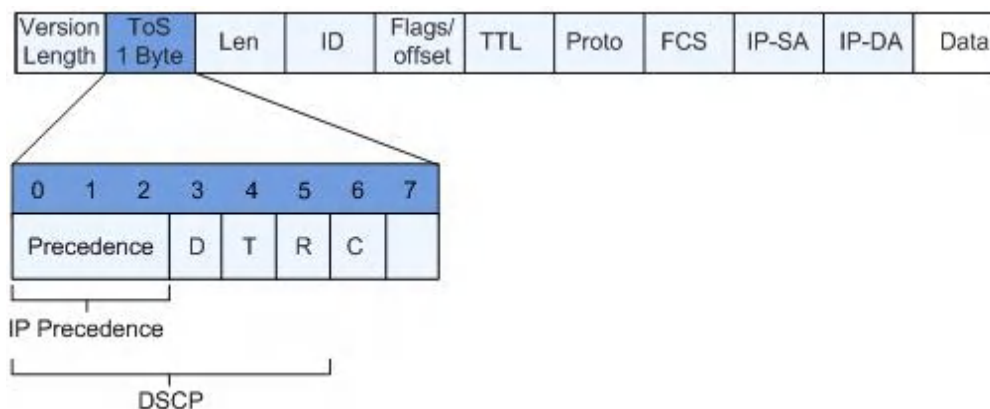 Version Length
ToS 1 Byte
Len
ID
Flags/ offset
TTL
Proto
FCS
IP-SA
IP-DA
Data
0 1 2 3 4 5 6 7
Precedence D T R C
IP Precedence
DSCP